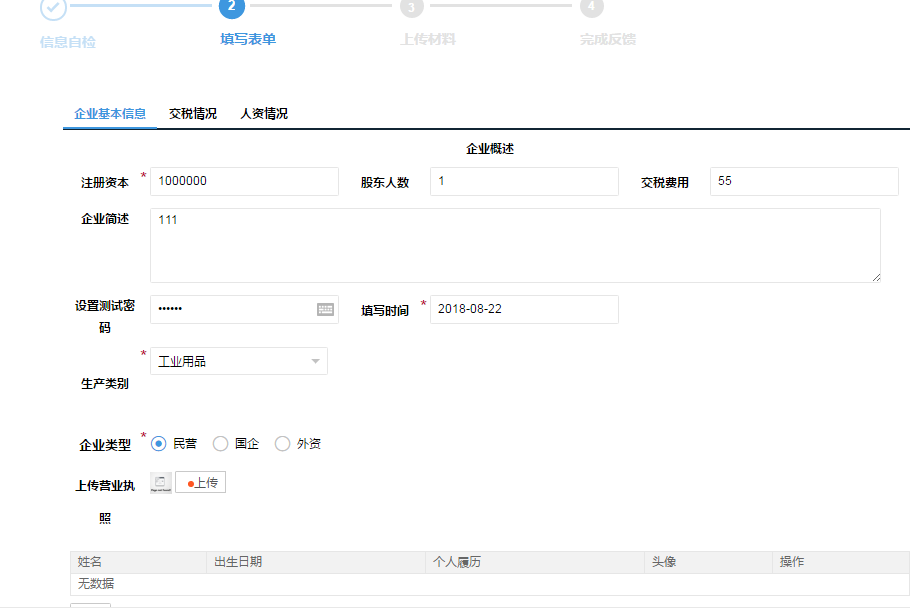 2 3 4
信息自检 填写表单 上传材料 完成反馈
企业基本信息 交税情况 人资情况
企业概述
注册资本 * 1000000 股东人数 1 交税费用 55
企业简述 111
设置测试密码 •••••• 填写时间 * 2018-08-22
生产类别 * 工业用品
企业类型 * 民营 国企 外资
上传营业执照 上传
姓名 出生日期 个人履历 头像 操作
无数据